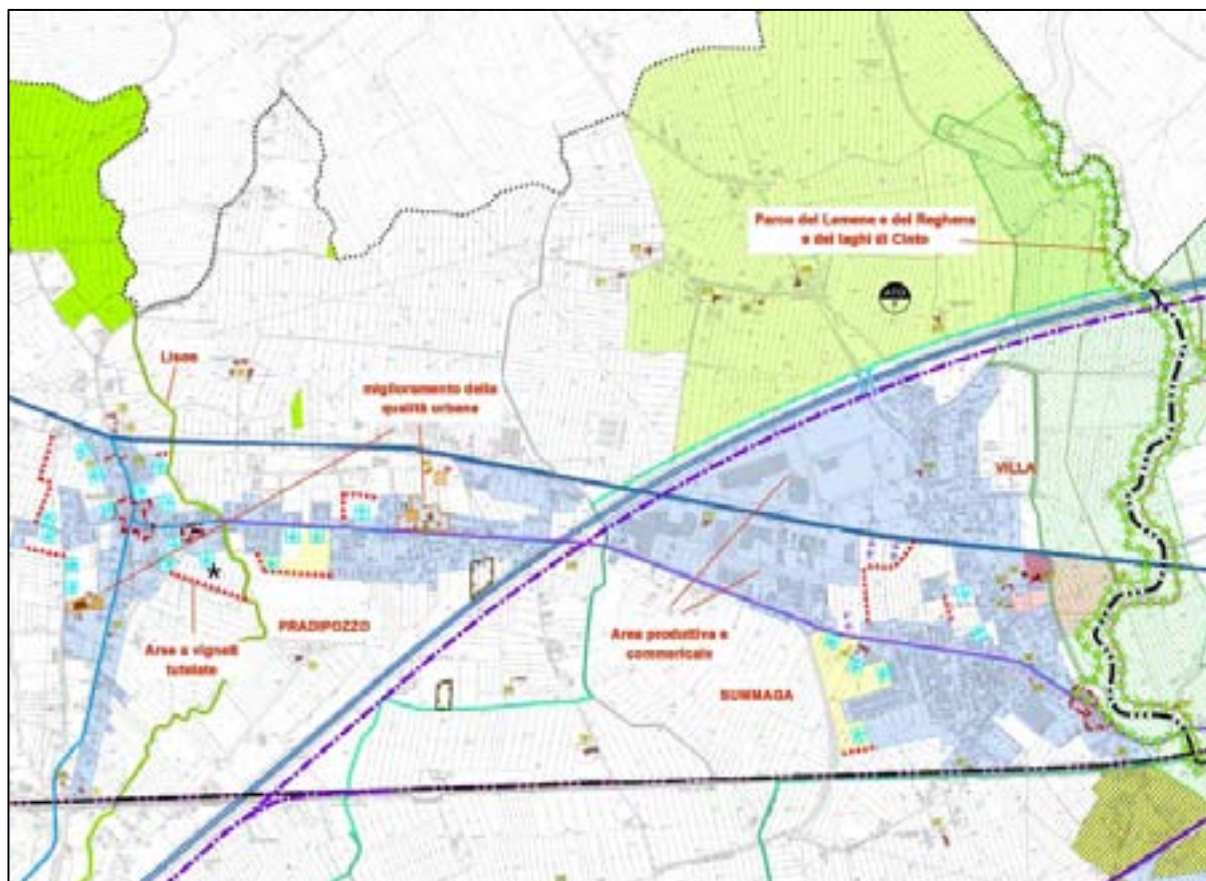 Parco del Lemene e del Reghena
e dei laghi di Cinto
Lison
miglioramento della
qualità urbana
VILLA
PRADIPOZZO
Area produttiva e
commericale
Aree a vigneti
tutelate
SUMMAGA
*